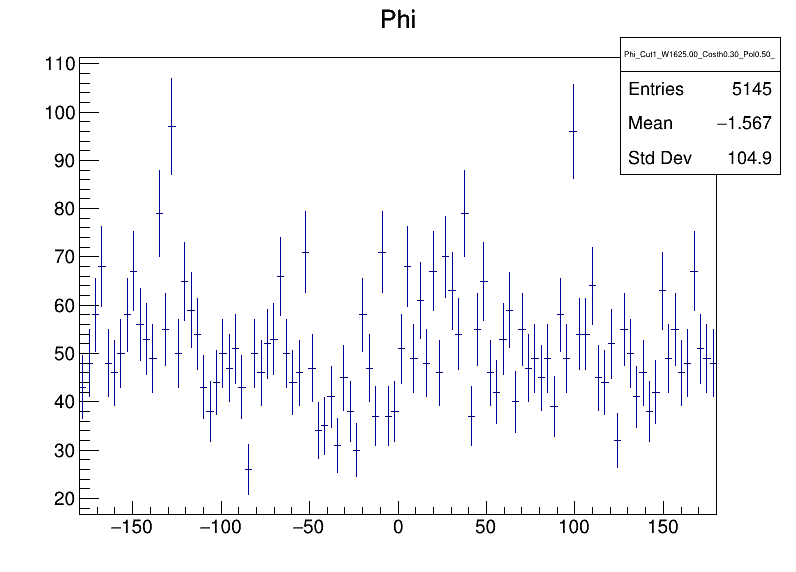 Phi
Phi_Cut1_W1625.00_Costh0.30_Pol0.50_
Entries 5145
Mean −1.567
Std Dev 104.9
110
100
90
80
70
60
50
40
30
20
−150 −100 −50 0 50 100 150